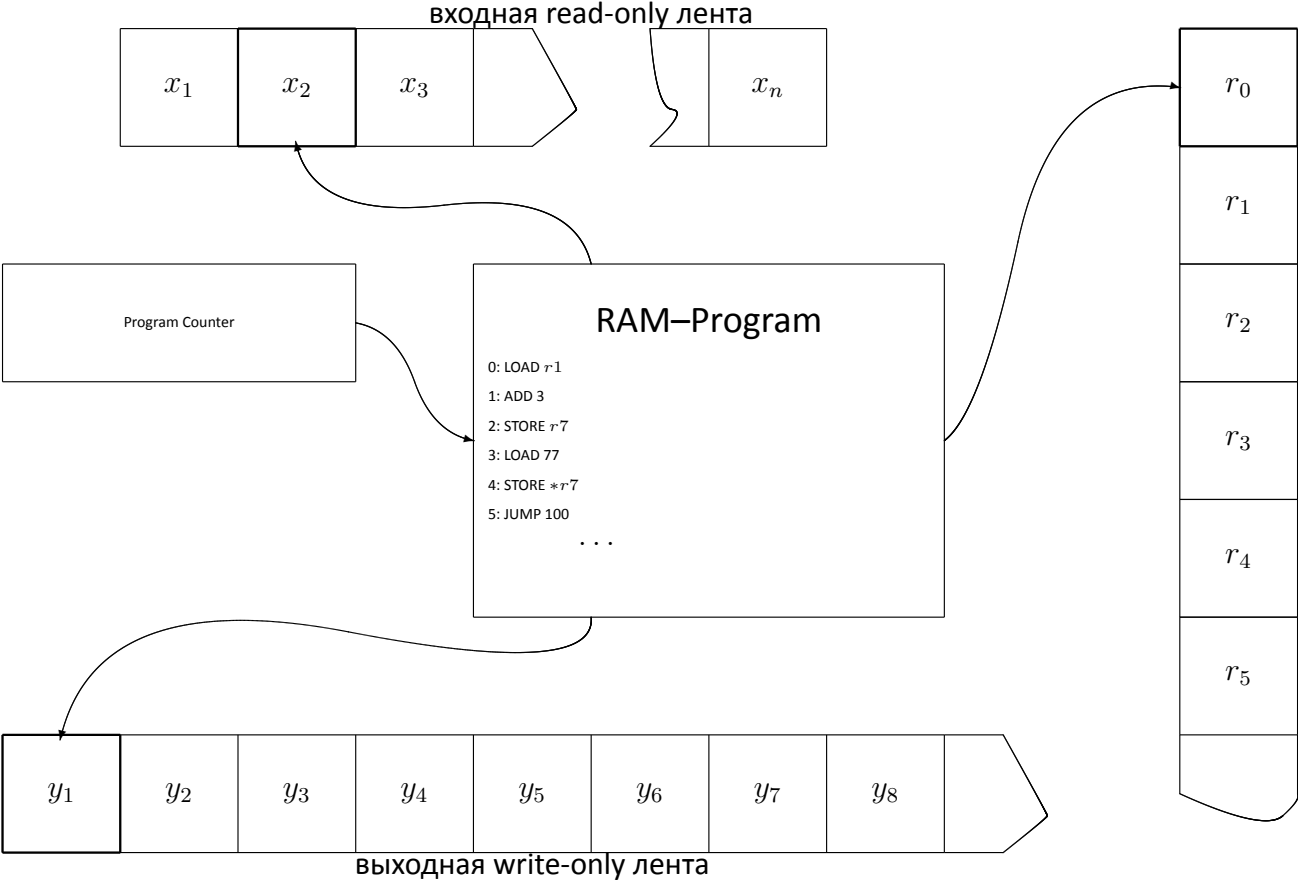 входная read-only лента
x₁ x₂ x₃ xₙ
r₀
r₁
r₂
r₃
r₄
r₅
Program Counter
RAM–Program
0: LOAD r1
1: ADD 3
2: STORE r7
3: LOAD 77
4: STORE ∗r7
5: JUMP 100
. . .
y₁ y₂ y₃ y₄ y₅ y₆ y₇ y₈
выходная write-only лента